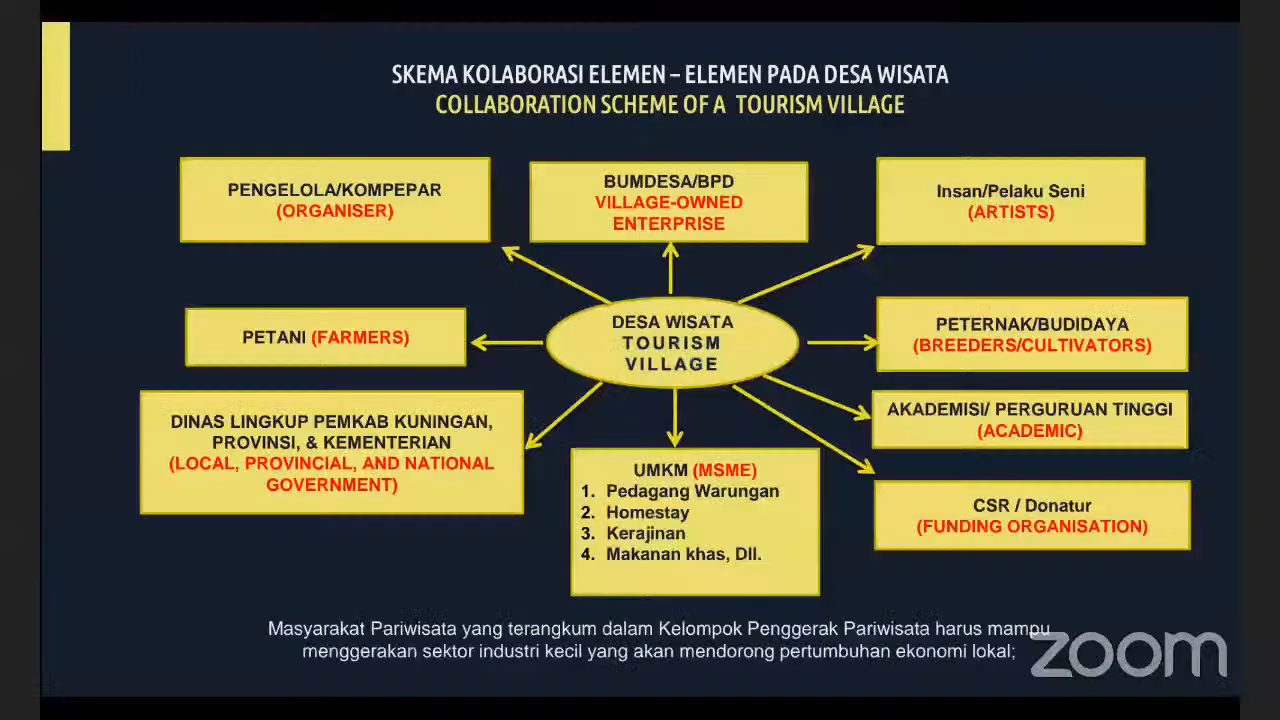 SKEMA KOLABORASI ELEMEN – ELEMEN PADA DESA WISATA
COLLABORATION SCHEME OF A TOURISM VILLAGE
PENGELOLA/KOMPEPAR
(ORGANISER)
BUMDESA/BPD
VILLAGE-OWNED
ENTERPRISE
Insan/Pelaku Seni
(ARTISTS)
PETANI (FARMERS)
DESA WISATA
TOURISM
VILLAGE
PETERNAK/BUDIDAYA
(BREEDERS/CULTIVATORS)
DINAS LINGKUP PEMKAB KUNINGAN,
PROVINSI, & KEMENTERIAN
(LOCAL, PROVINCIAL, AND NATIONAL
GOVERNMENT)
UMKM (MSME)
1. Pedagang Warungan
2. Homestay
3. Kerajinan
4. Makanan khas, Dll.
AKADEMISI/ PERGURUAN TINGGI
(ACADEMIC)
CSR / Donatur
(FUNDING ORGANISATION)
Masyarakat Pariwisata yang terangkum dalam Kelompok Penggerak Pariwisata harus mampu
menggerakan sektor industri kecil yang akan mendorong pertumbuhan ekonomi lokal;
zoom